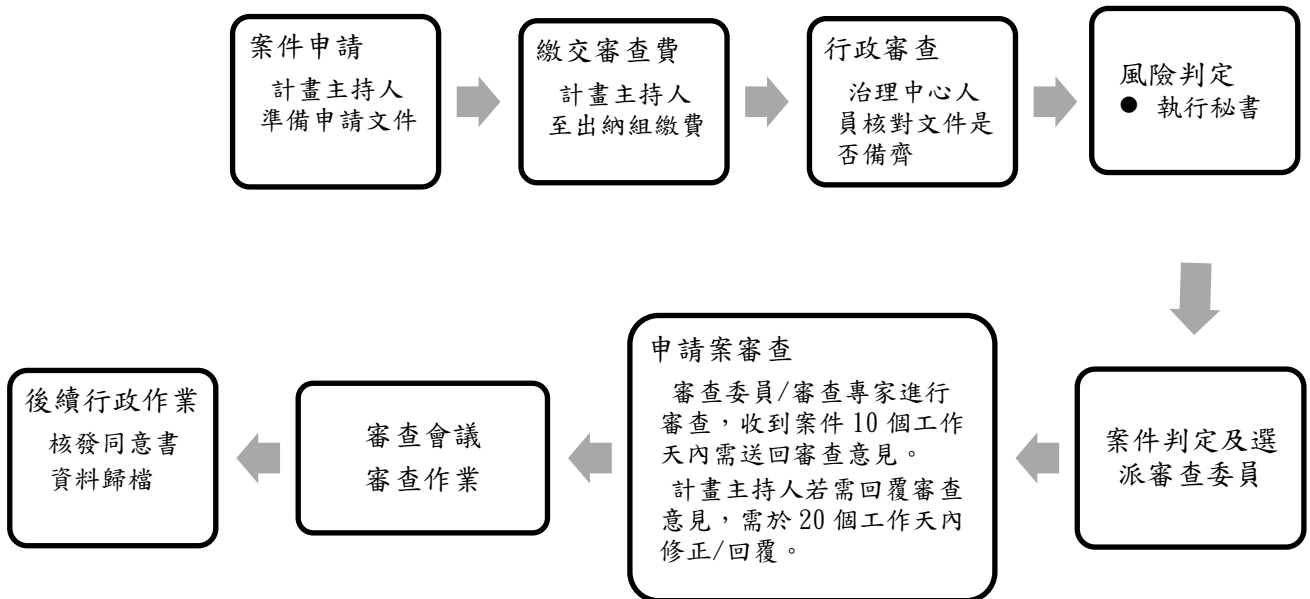 案件申請
計畫主持人
準備申請文件
繳交審查費
計畫主持人
至出納組繳費
行政審查
治理中心人
員核對文件是
否備齊
風險判定
● 執行秘書
案件判定及選
派審查委員
申請案審查
審查委員/審查專家進行
審查，收到案件 10 個工作
天內需送回審查意見。
計畫主持人若需回覆審查
意見，需於 20 個工作天內
修正/回覆。
審查會議
審查作業
後續行政作業
核發同意書
資料歸檔